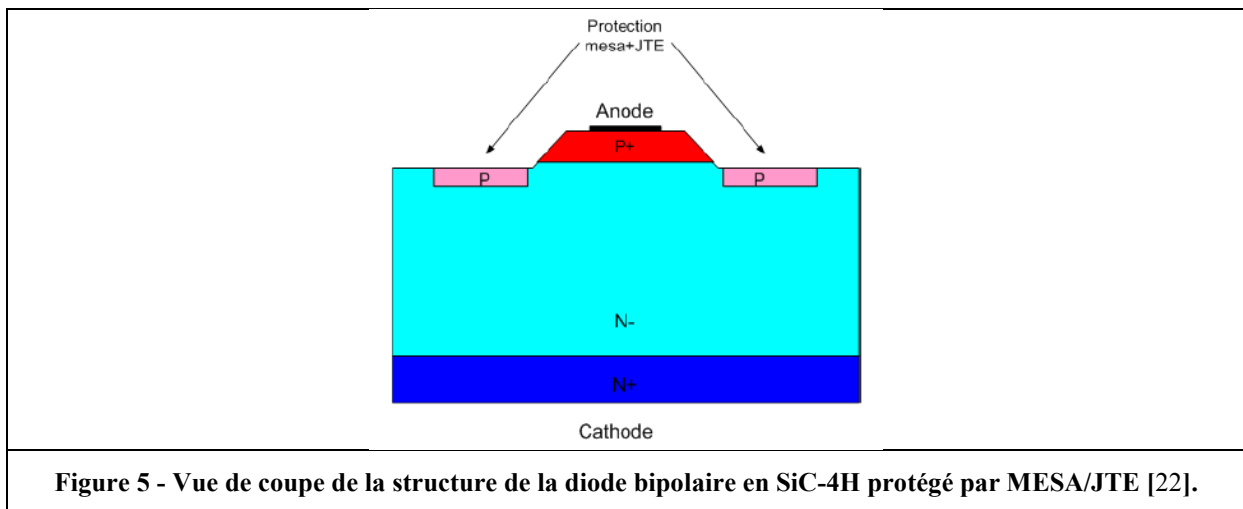 Protection
mesa+JTE
Anode
P+
P
P
N-
N+
Cathode
Figure 5 - Vue de coupe de la structure de la diode bipolaire en SiC-4H protégé par MESA/JTE [22].